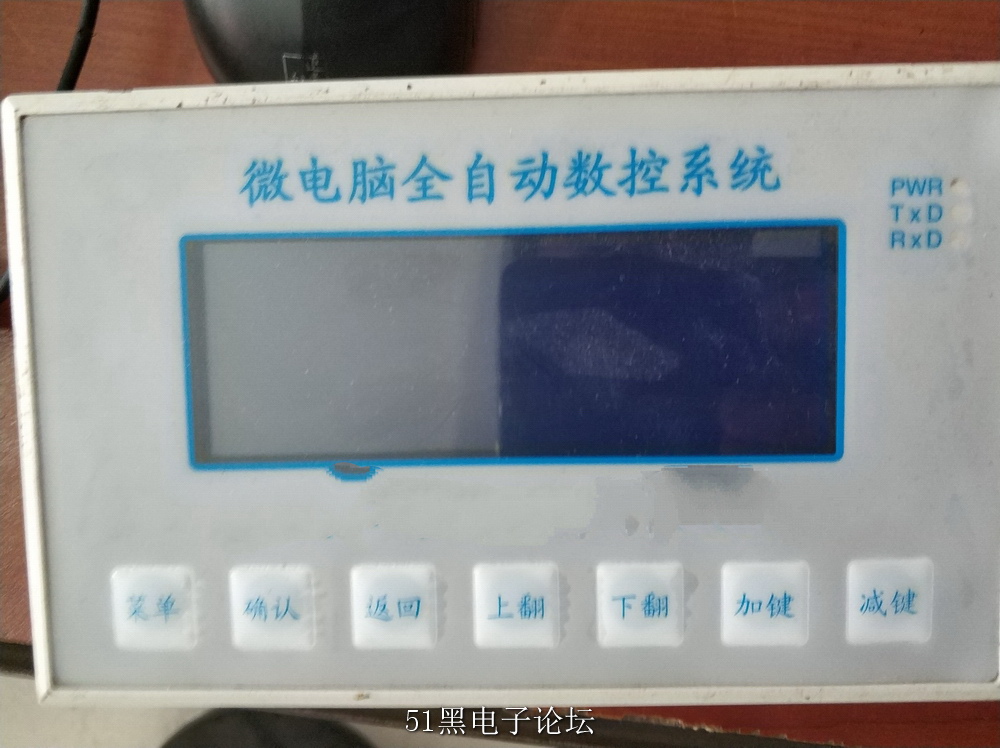 微电脑全自动数控系统
PWR
TxD
RxD
菜单 确认 返回 上翻 下翻 加键 减键
51黑电子论坛